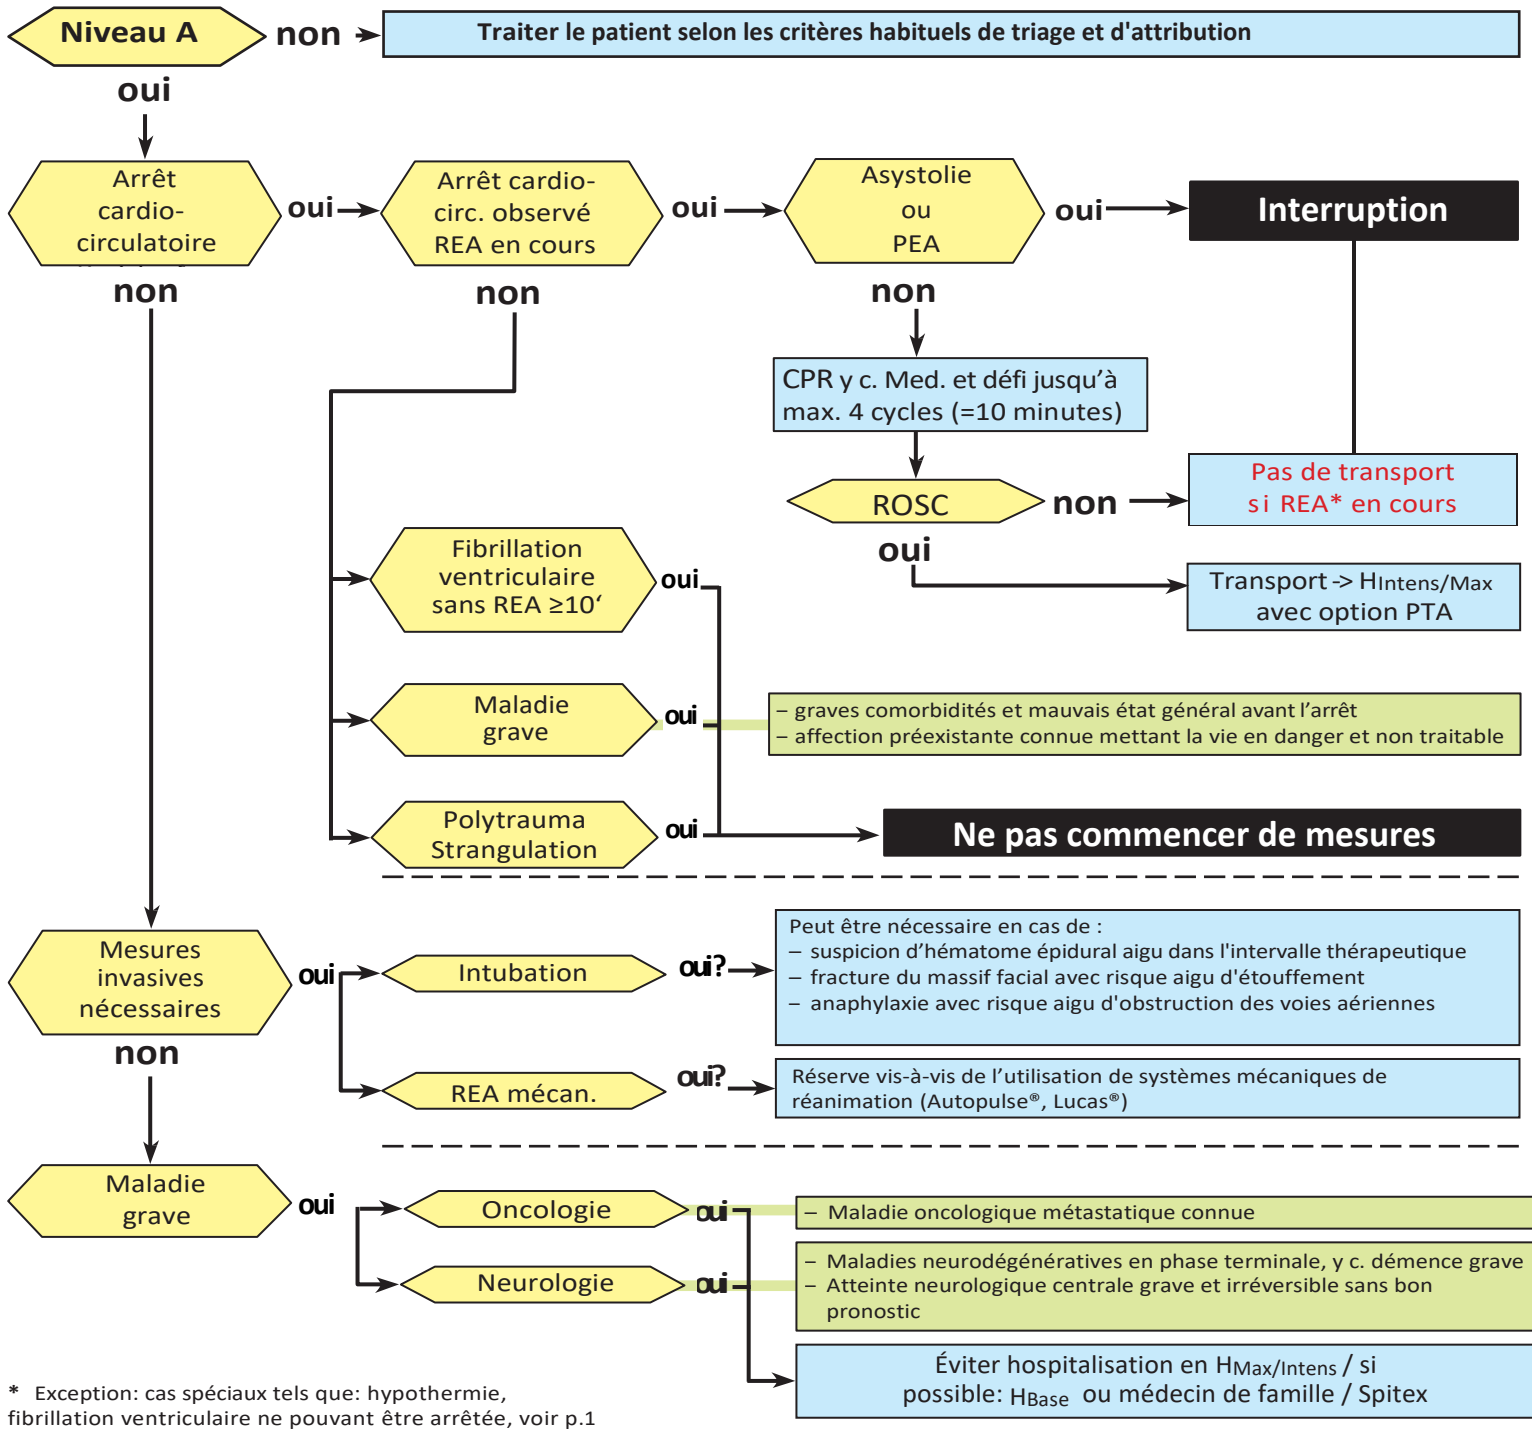 Niveau A
non
Traiter le patient selon les critères habituels de triage et d'attribution
oui
Arrêt
cardio-
circulatoire
oui
Arrêt cardio-
circ. observé
REA en cours
oui
Asystolie
ou
PEA
oui
Interruption
non
non
non
CPR y c. Med. et défi jusqu’à
max. 4 cycles (=10 minutes)
ROSC
non
Pas de transport
si REA* en cours
oui
Transport -> HIntens/Max
avec option PTA
Fibrillation
ventriculaire
sans REA ≥10‘
oui
Maladie
grave
oui
– graves comorbidités et mauvais état général avant l’arrêt
– affection préexistante connue mettant la vie en danger et non traitable
Polytrauma
Strangulation
oui
Ne pas commencer de mesures
Mesures
invasives
nécessaires
oui
Intubation
oui?
Peut être nécessaire en cas de :
– suspicion d’hématome épidural aigu dans l'intervalle thérapeutique
– fracture du massif facial avec risque aigu d'étouffement
– anaphylaxie avec risque aigu d'obstruction des voies aériennes
non
REA mécan.
oui?
Réserve vis-à-vis de l’utilisation de systèmes mécaniques de
réanimation (Autopulse®, Lucas®)
Maladie
grave
oui
Oncologie
oui
– Maladie oncologique métastatique connue
Neurologie
oui
– Maladies neurodégénératives en phase terminale, y c. démence grave
– Atteinte neurologique centrale grave et irréversible sans bon
pronostic
Éviter hospitalisation en HMax/Intens / si
possible: HBase ou médecin de famille / Spitex
* Exception: cas spéciaux tels que: hypothermie,
fibrillation ventriculaire ne pouvant être arrêtée, voir p.1